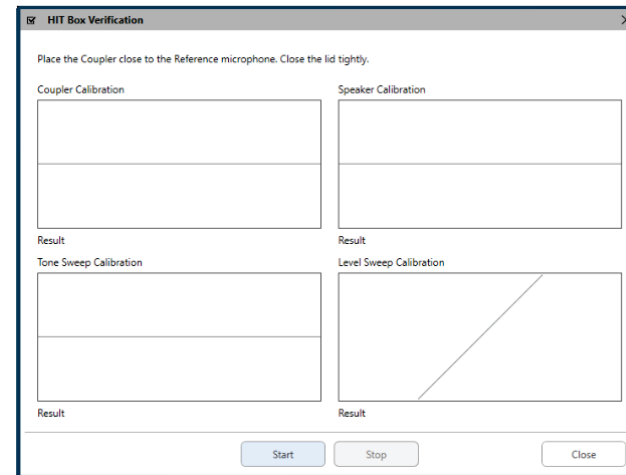 HIT Box Verification
Place the Coupler close to the Reference microphone. Close the lid tightly.
Coupler Calibration
Speaker Calibration
Result
Result
Tone Sweep Calibration
Level Sweep Calibration
Result
Result
Start
Stop
Close